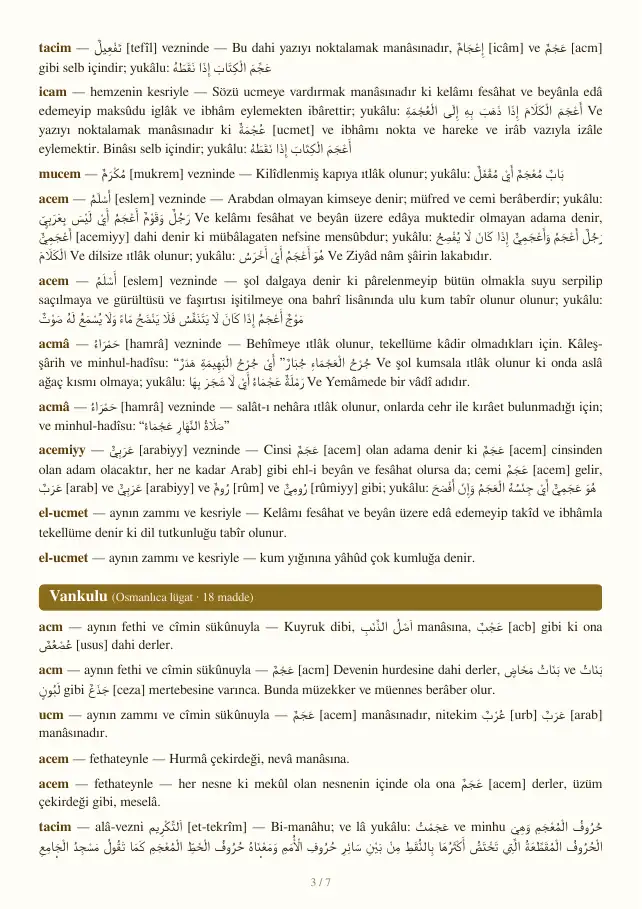 tacim — تَفْعِيلٌ [tefîl] vezninde — Bu dahi yazıyı noktalamak manâsınadır, إِعْجَامٌ [icâm] ve عَجْمٌ [acm]
gibi selb içindir; yukâlu: عَجَّمَ الْكِتَابَ إِذَا نَقَطَهُ
icam — hemzenin kesriyle — Sözü ucmeye vardırmak manâsınadır ki kelâmı fesâhat ve beyânla edâ
edemeyip maksûdu iglâk ve ibhâm eylemekten ibârettir; yukâlu: أَعْجَمَ الْكَلَامَ إِذَا ذَهَبَ بِهِ إِلَى الْعُجْمَةِ Ve
yazıyı noktalamak manâsınadır ki عُجْمَةٌ [ucmet] ve ibhâmı nokta ve hareke ve irâb vazıyla izâle
eylemektir. Binâsı selb içindir; yukâlu: أَعْجَمَ الْكِتَابَ إِذَا نَقَطَهُ
mucem — مُكْرَمٌ [mukrem] vezninde — Kilîdlenmiş kapıya ıtlâk olunur; yukâlu: بَابٌ مُعْجَمٌ أَيْ مُقْفَلٌ
acem — أَسْلَمُ [eslem] vezninde — Arabdan olmayan kimseye denir; müfred ve cemi berâberdir; yukâlu:
رَجُلٌ وَقَوْمٌ أَعْجَمُ أَيْ لَيْسَ بِعَرَبِيٍّ Ve kelâmı fesâhat ve beyân üzere edâya muktedir olmayan adama denir,
أَعْجَمِيٌّ [acemiyy] dahi denir ki mübâlagaten nefsine mensûbdur; yukâlu: رَجُلٌ أَعْجَمُ وَأَعْجَمِيٌّ إِذَا كَانَ لَا يُفْصِحُ
الْكَلَامَ Ve dilsize ıtlâk olunur; yukâlu: هُوَ أَعْجَمُ أَيْ أَخْرَسُ Ve Ziyâd nâm şâirin lakabıdır.
acem — أَسْلَمُ [eslem] vezninde — şol dalgaya denir ki pârelenmeyip bütün olmakla suyu serpilip
saçılmaya ve gürültüsü ve faşırtısı işitilmeye ona bahrî lisânında ulu kum tabîr olunur olunur; yukâlu:
مَوْجٌ أَعْجَمُ إِذَا كَانَ لَا يَتَنَفَّسُ فَلَا يَنْضَحُ مَاءً وَلَا يُسْمَعُ لَهُ صَوْتٌ
acmâ — حَمْرَاءُ [hamrâ] vezninde — Behîmeye ıtlâk olunur, tekellüme kâdir olmadıkları için. Kâleş-
şârih ve minhul-hadîsu: “جُرْحُ الْعَجْمَاءِ جُبَارٌ” أَيْ جُرْحُ الْبَهِيمَةِ هَدَرٌ Ve şol kumsala ıtlâk olunur ki onda aslâ
ağaç kısmı olmaya; yukâlu: رَمْلَةٌ عَجْمَاءُ أَيْ لَا شَجَرَ بِهَا Ve Yemâmede bir vâdî adıdır.
acmâ — حَمْرَاءُ [hamrâ] vezninde — salât-ı nehâra ıtlâk olunur, onlarda cehr ile kırâet bulunmadığı için;
ve minhul-hadîsu: “صَلَاةُ النَّهَارِ عَجْمَاءُ”
acemiyy — عَرَبِيٌّ [arabiyy] vezninde — Cinsi عَجَمٌ [acem] olan adama denir ki عَجَمٌ [acem] cinsinden
olan adam olacaktır, her ne kadar Arab] gibi ehl-i beyân ve fesâhat olursa da; cemi عَجَمٌ [acem] gelir,
عَرَبٌ [arab] ve عَرَبِيٌّ [arabiyy] ve رُومٌ [rûm] ve رُومِيٌّ [rûmiyy] gibi; yukâlu: هُوَ عَجَمِيٌّ أَيْ جِنْسُهُ الْعَجَمُ وَإِنْ أَفْصَحَ
el-ucmet — aynın zammı ve kesriyle — Kelâmı fesâhat ve beyân üzere edâ edemeyip takîd ve ibhâmla
tekellüme denir ki dil tutkunluğu tabîr olunur.
el-ucmet — aynın zammı ve kesriyle — kum yığınına yâhûd çok kumluğa denir.
Vankulu (Osmanlıca lügat · 18 madde)
acm — aynın fethi ve cîmin sükûnuyla — Kuyruk dibi, أَصْلُ الذَّنَبِ manâsına, عَجْبٌ [acb] gibi ki ona
عُصْعُصٌ [usus] dahi derler.
acm — aynın fethi ve cîmin sükûnuyla — عَجْمٌ [acm] Devenin hurdesine dahi derler, بَنَاتُ مَخَاضٍ ve بَنَاتُ
لَبُونٍ gibi جَذَعٌ [ceza] mertebesine varınca. Bunda müzekker ve müennes berâber olur.
ucm — aynın zammı ve cîmin sükûnuyla — عَجَمٌ [acem] manâsınadır, nitekim عُرْبٌ [urb] عَرَبٌ [arab]
manâsınadır.
acem — fethateynle — Hurmâ çekirdeği, nevâ manâsına.
acem — fethateynle — her nesne ki mekûl olan nesnenin içinde ola ona عَجَمٌ [acem] derler, üzüm
çekirdeği gibi, meselâ.
tacim — alâ-vezni اَلتَّكْرِيم [et-tekrîm] — Bi-manâhu; ve lâ yukâlu: عَجَمْتُ ve minhu حُرُوفُ الْمُعْجَمِ وَهِيَ
الْحُرُوفُ الْمُقَطَّعَةُ الَّتِي تَخْتَصُّ أَكْثَرُهَا بِالنُّقَطِ مِنْ بَيْنِ سَائِرِ حُرُوفِ الْأُمَمِ وَمَعْنَاهُ حُرُوفُ الْخَطِّ الْمُعْجَمِ كَمَا تَقُولُ مَسْجِدُ الْجَامِعِ
3 / 7